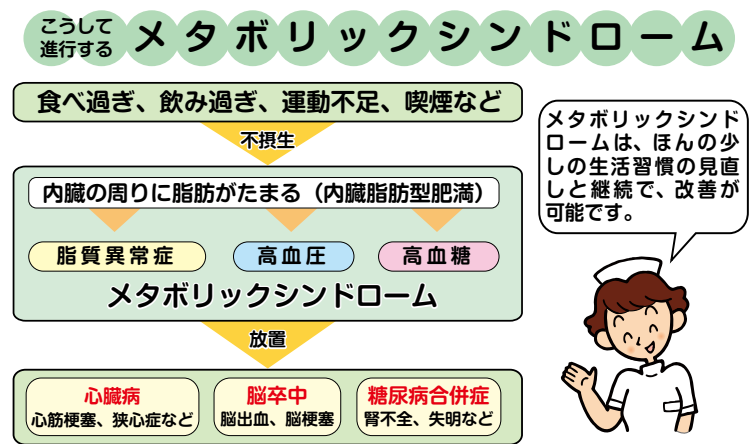 こうして
進行する
メタボリックシンドローム
食べ過ぎ、飲み過ぎ、運動不足、喫煙など
不摂生
内臓の周りに脂肪がたまる（内臓脂肪型肥満）
脂質異常症 高血圧 高血糖
メタボリックシンドローム
放置
心臓病
心筋梗塞、狭心症など
脳卒中
脳出血、脳梗塞
糖尿病合併症
腎不全、失明など
メタボリックシンド
ロームは、ほんの少
しの生活習慣の見直
しと継続で、改善が
可能です。